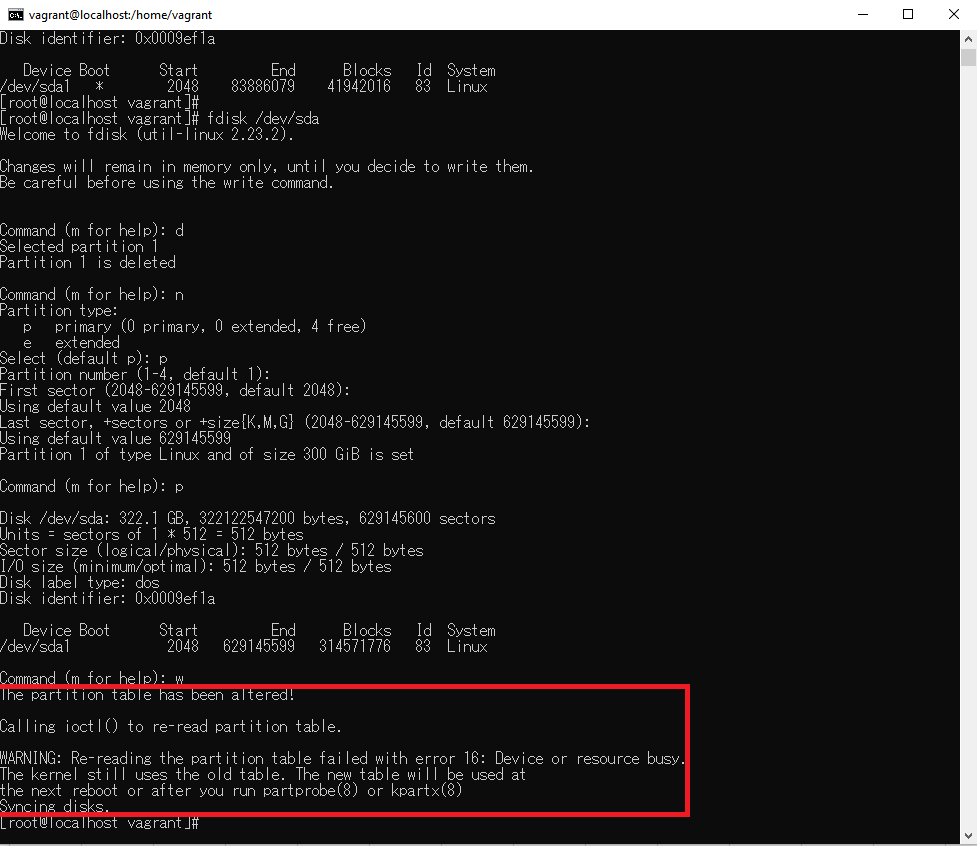 vagrant@localhost:/home/vagrant
Disk identifier: 0x0009ef1a
Device Boot Start End Blocks Id System
/dev/sda1 * 2048 83886079 41942016 83 Linux
[root@localhost vagrant]#
[root@localhost vagrant]# fdisk /dev/sda
Welcome to fdisk (util-linux 2.23.2).
Changes will remain in memory only, until you decide to write them.
Be careful before using the write command.
Command (m for help): d
Selected partition 1
Partition 1 is deleted
Command (m for help): n
Partition type:
p primary (0 primary, 0 extended, 4 free)
e extended
Select (default p): p
Partition number (1-4, default 1):
First sector (2048-629145599, default 2048):
Using default value 2048
Last sector, +sectors or +size{K,M,G} (2048-629145599, default 629145599):
Using default value 629145599
Partition 1 of type Linux and of size 300 GiB is set
Command (m for help): p
Disk /dev/sda: 322.1 GB, 322122547200 bytes, 629145600 sectors
Units = sectors of 1 * 512 = 512 bytes
Sector size (logical/physical): 512 bytes / 512 bytes
I/O size (minimum/optimal): 512 bytes / 512 bytes
Disk label type: dos
Disk identifier: 0x0009ef1a
Device Boot Start End Blocks Id System
/dev/sda1 2048 629145599 314571776 83 Linux
Command (m for help): w
The partition table has been altered!
Calling ioctl() to re-read partition table.
WARNING: Re-reading the partition table failed with error 16: Device or resource busy.
The kernel still uses the old table. The new table will be used at
the next reboot or after you run partprobe(8) or kpartx(8)
Syncing disks.
[root@localhost vagrant]#